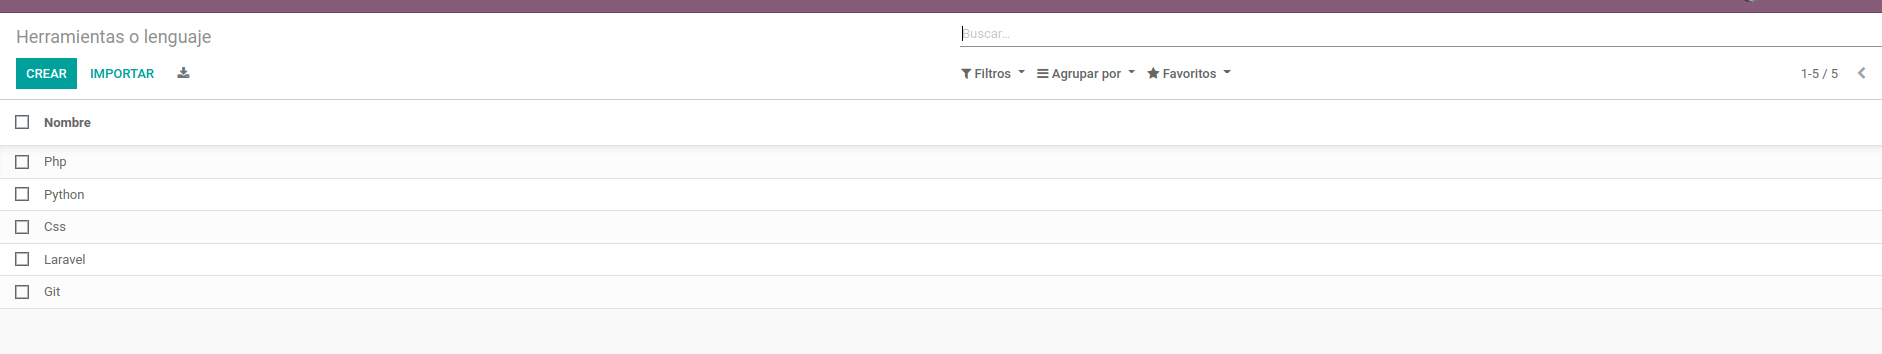 Herramientas o lenguaje
Buscar...
CREAR IMPORTAR
Filtros Agrupar por Favoritos
1-5 / 5
Nombre
Php
Python
Css
Laravel
Git